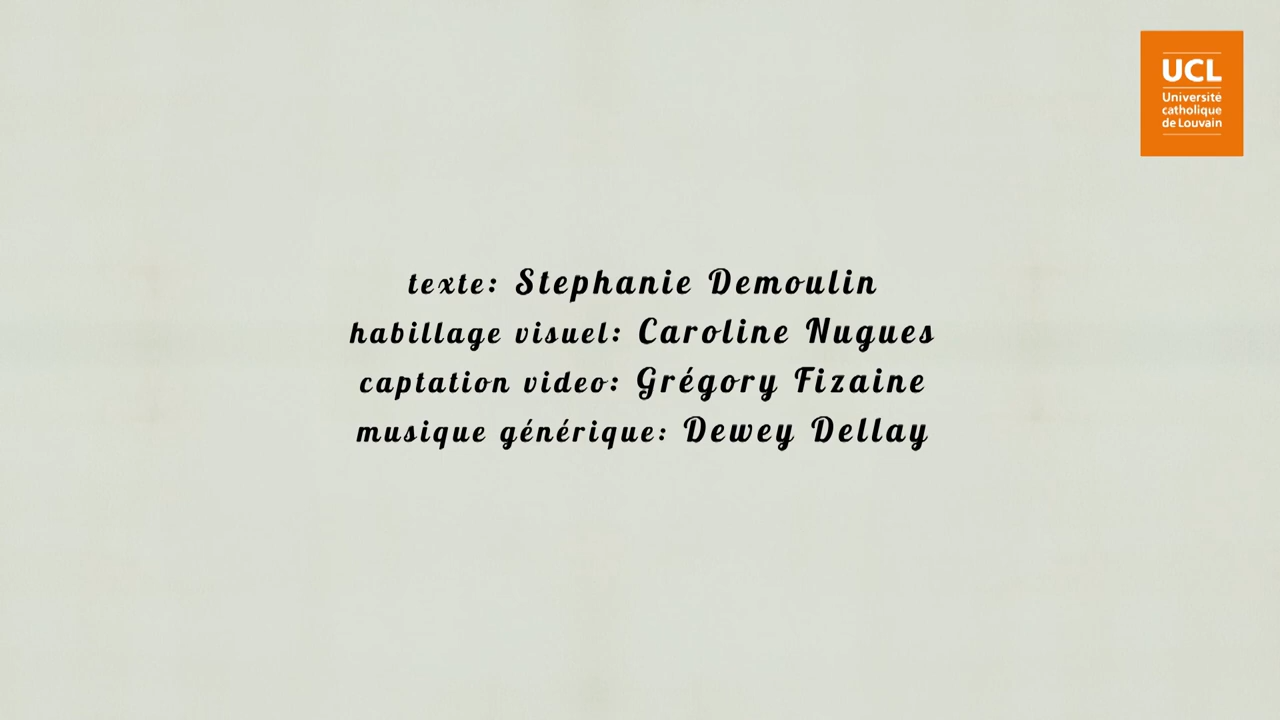 UCL
Université
catholique
de Louvain
texte: Stephanie Demoulin
habillage visuel: Caroline Nugues
captation video: Grégory Fizaine
musique générique: Dewey Dellay